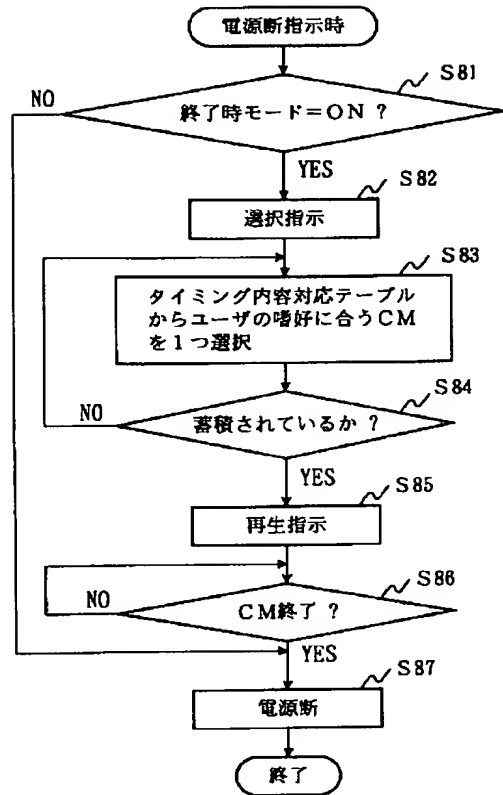 電源断指示時
S81
NO
終了時モード=ON ?
YES
S82
選択指示
S83
タイミング内容対応テーブル
からユーザの嗜好に合うCM
を1つ選択
S84
NO
蓄積されているか ?
YES
S85
再生指示
S86
NO
CM終了 ?
YES
S87
電源断
終了